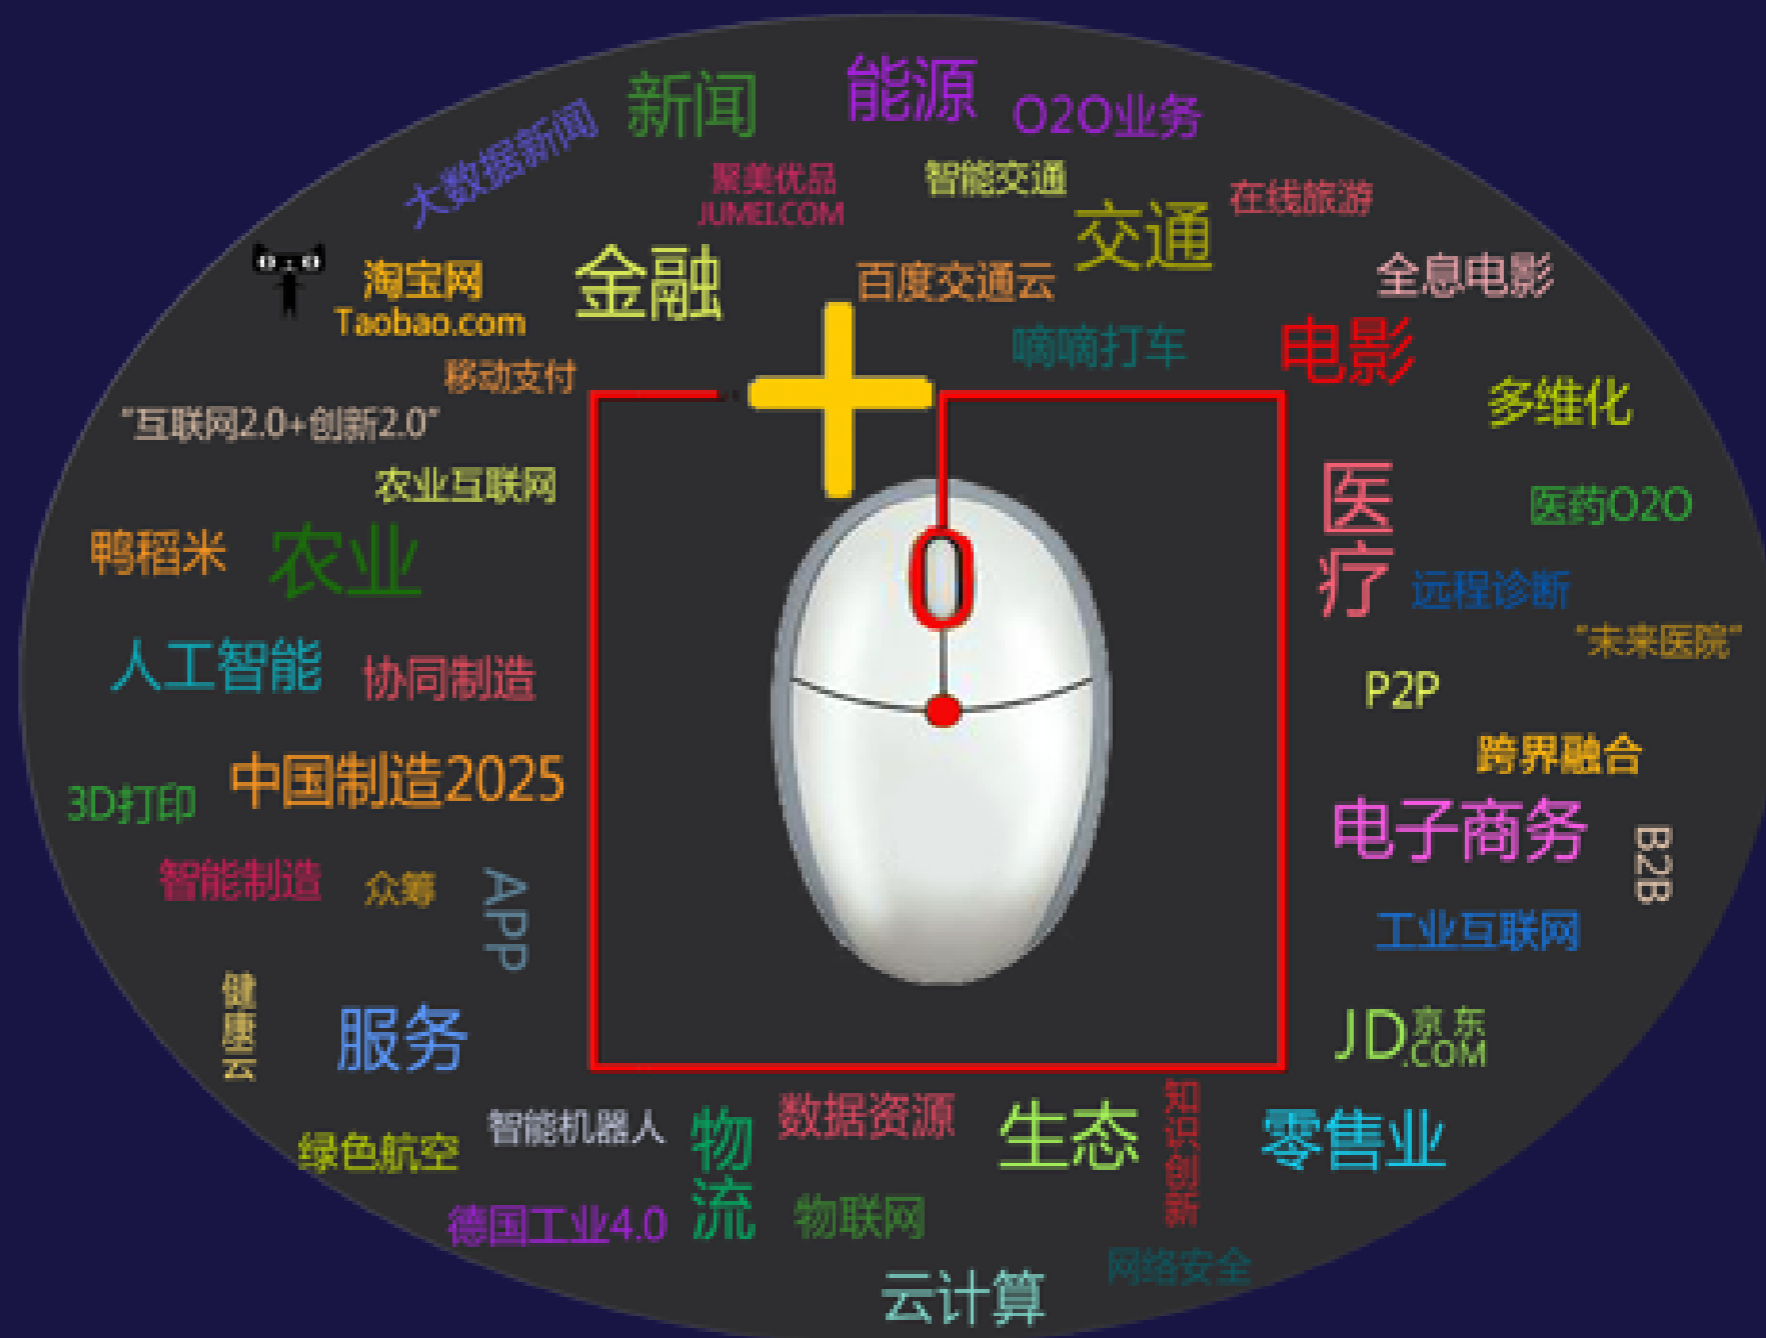 新闻
能源
O2O业务
大数据新闻
聚美优品
JUMEI.COM
智能交通
在线旅游
交通
淘宝网
Taobao.com
金融
百度交通云
全息电影
嘀嘀打车
电影
移动支付
多维化
"互联网2.0+创新2.0"
农业互联网
医疗
医药O2O
鸭稻米
农业
远程诊断
"未来医院"
人工智能
协同制造
P2P
跨界融合
中国制造2025
3D打印
电子商务
B2B
智能制造
众筹
APP
工业互联网
健康云
服务
JD京东
.COM
绿色航空
智能机器人
物流
数据资源
生态
知识创新
零售业
德国工业4.0
物联网
网络安全
云计算